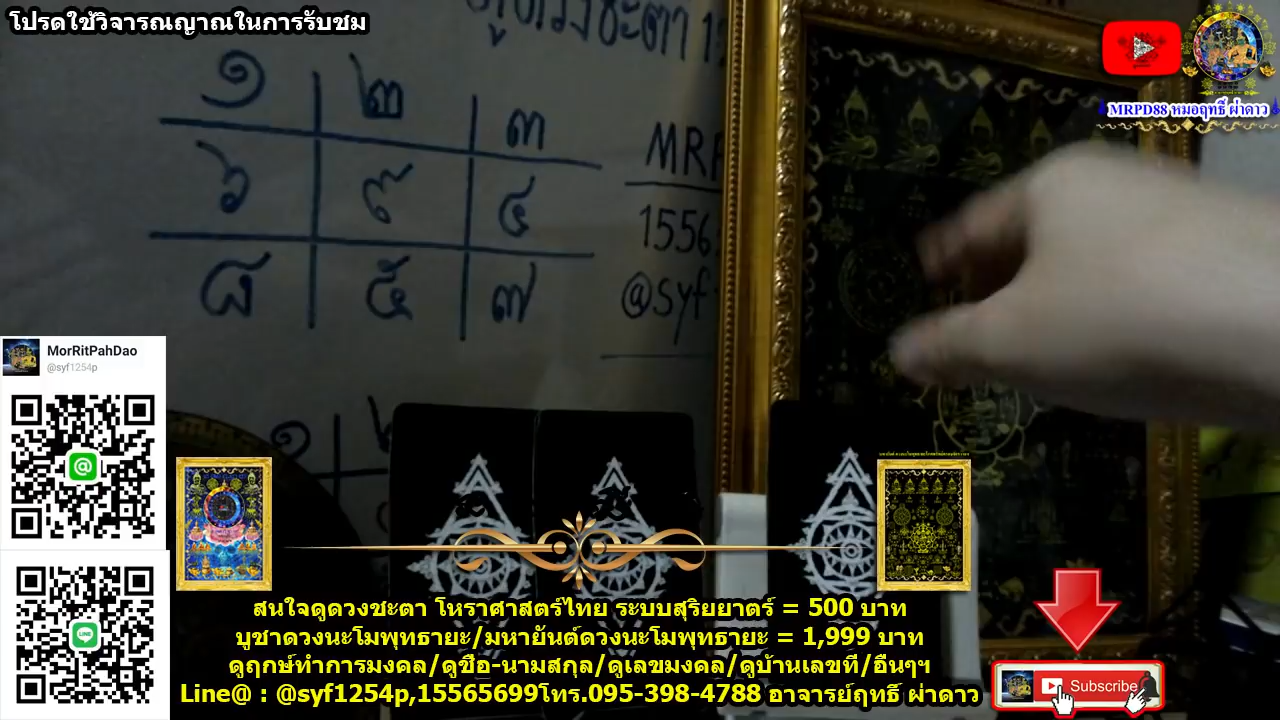 โปรดใช้วิจารณญาณในการรับชม
ดูดวงชะตา
MRPD88 หมอฤทธิ์ ผ่าดาว
๑ ๒ ๓
๖ ๙ ๔
๘ ๕ ๗
1556
@syf
๑
MorRitPahDao
@syf1254p
LINE
สนใจดูดวงชะตา โหราศาสตร์ไทย ระบบสุริยยาตร์ = 500 บาท
บูชาดวงนะโมพุทธายะ/มหายันต์ดวงนะโมพุทธายะ = 1,999 บาท
ดูฤกษ์ทำการมงคล/ดูชื่อ-นามสกุล/ดูเลขมงคล/ดูบ้านเลขที่/อื่นๆฯ
Line@ : @syf1254p,15565699โทร.095-398-4788 อาจารย์ฤทธิ์ ผ่าดาว
Subscribe